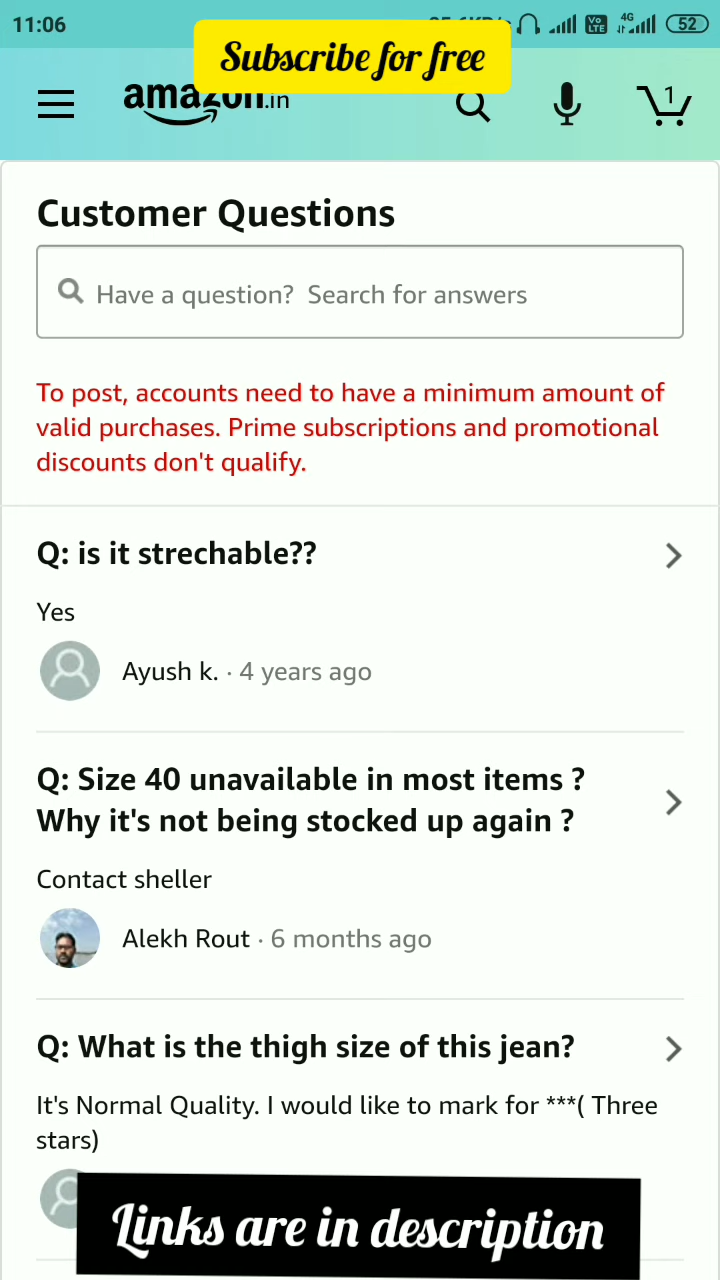 11:06
4G
Vo
LTE
52
Subscribe for free
amazon.in
1
Customer Questions
Have a question? Search for answers
To post, accounts need to have a minimum amount of
valid purchases. Prime subscriptions and promotional
discounts don't qualify.
Q: is it strechable??
Yes
Ayush k. · 4 years ago
Q: Size 40 unavailable in most items ?
Why it's not being stocked up again ?
Contact sheller
Alekh Rout · 6 months ago
Q: What is the thigh size of this jean?
It's Normal Quality. I would like to mark for ***( Three
stars)
Links are in description